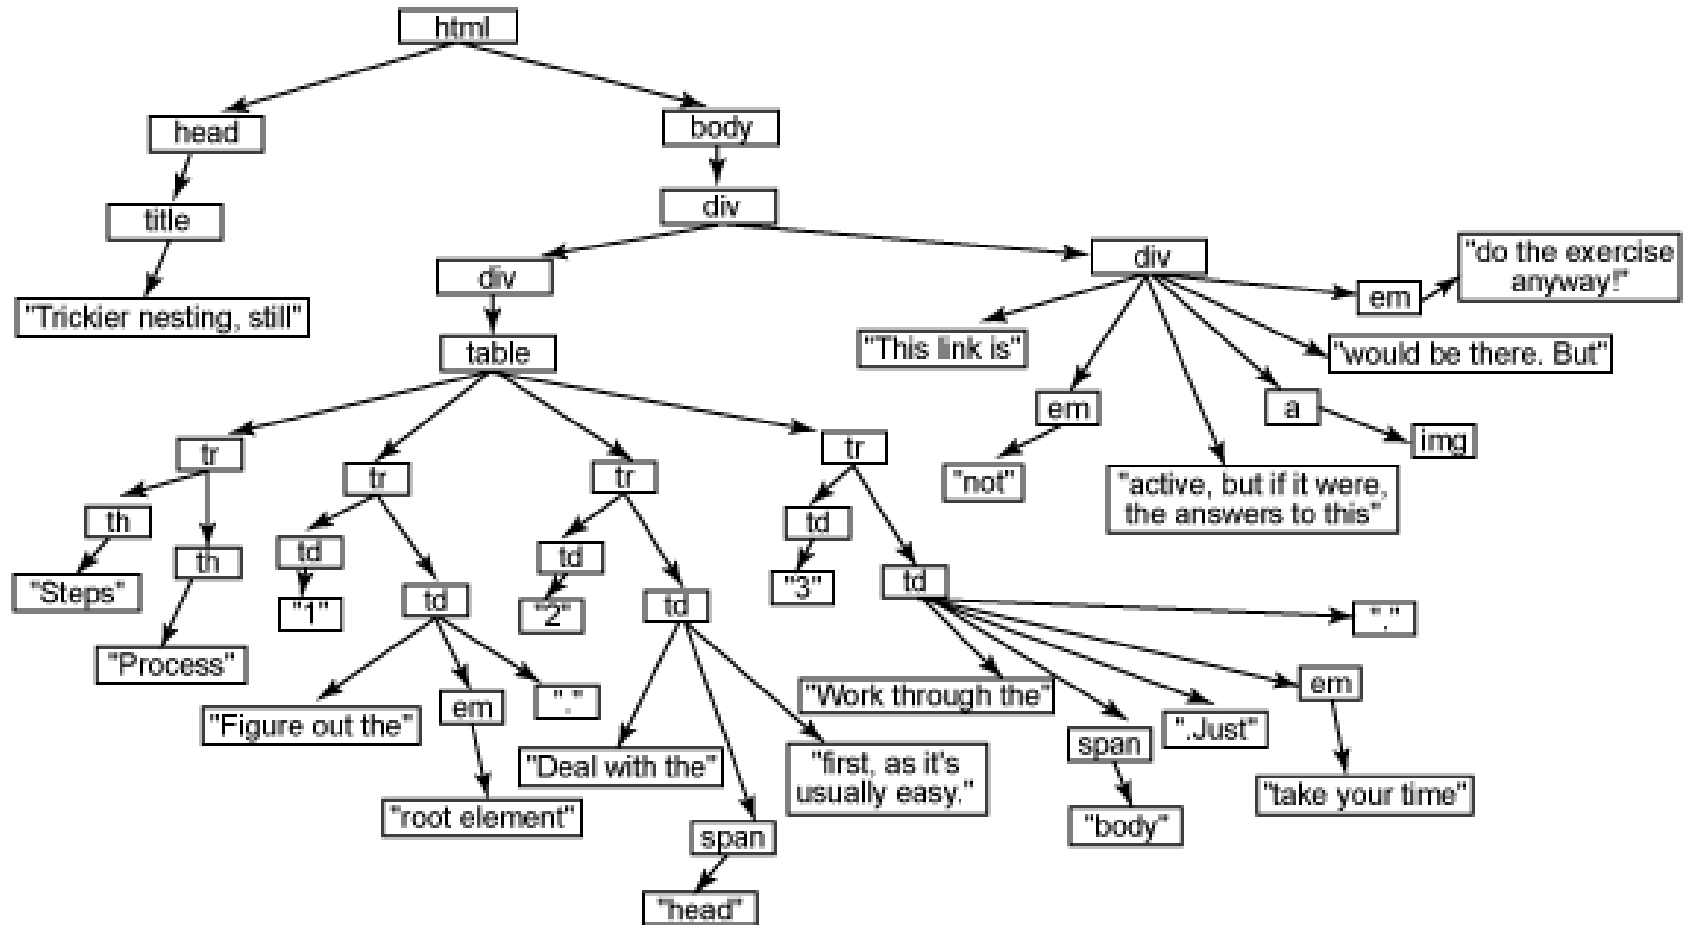 html
head
body
title
div
"Trickier nesting, still"
div
div
em
"do the exercise
anyway!"
table
"This link is"
"would be there. But"
em
a
img
"not"
"active, but if it were,
the answers to this"
tr
tr
tr
tr
th
th
"Steps"
"Process"
td
"1"
td
"Figure out the"
em
"."
"root element"
td
"2"
td
"Deal with the"
"first, as it's
usually easy."
span
"head"
td
"3"
td
"Work through the"
span
"body"
".Just"
em
"take your time"
"."